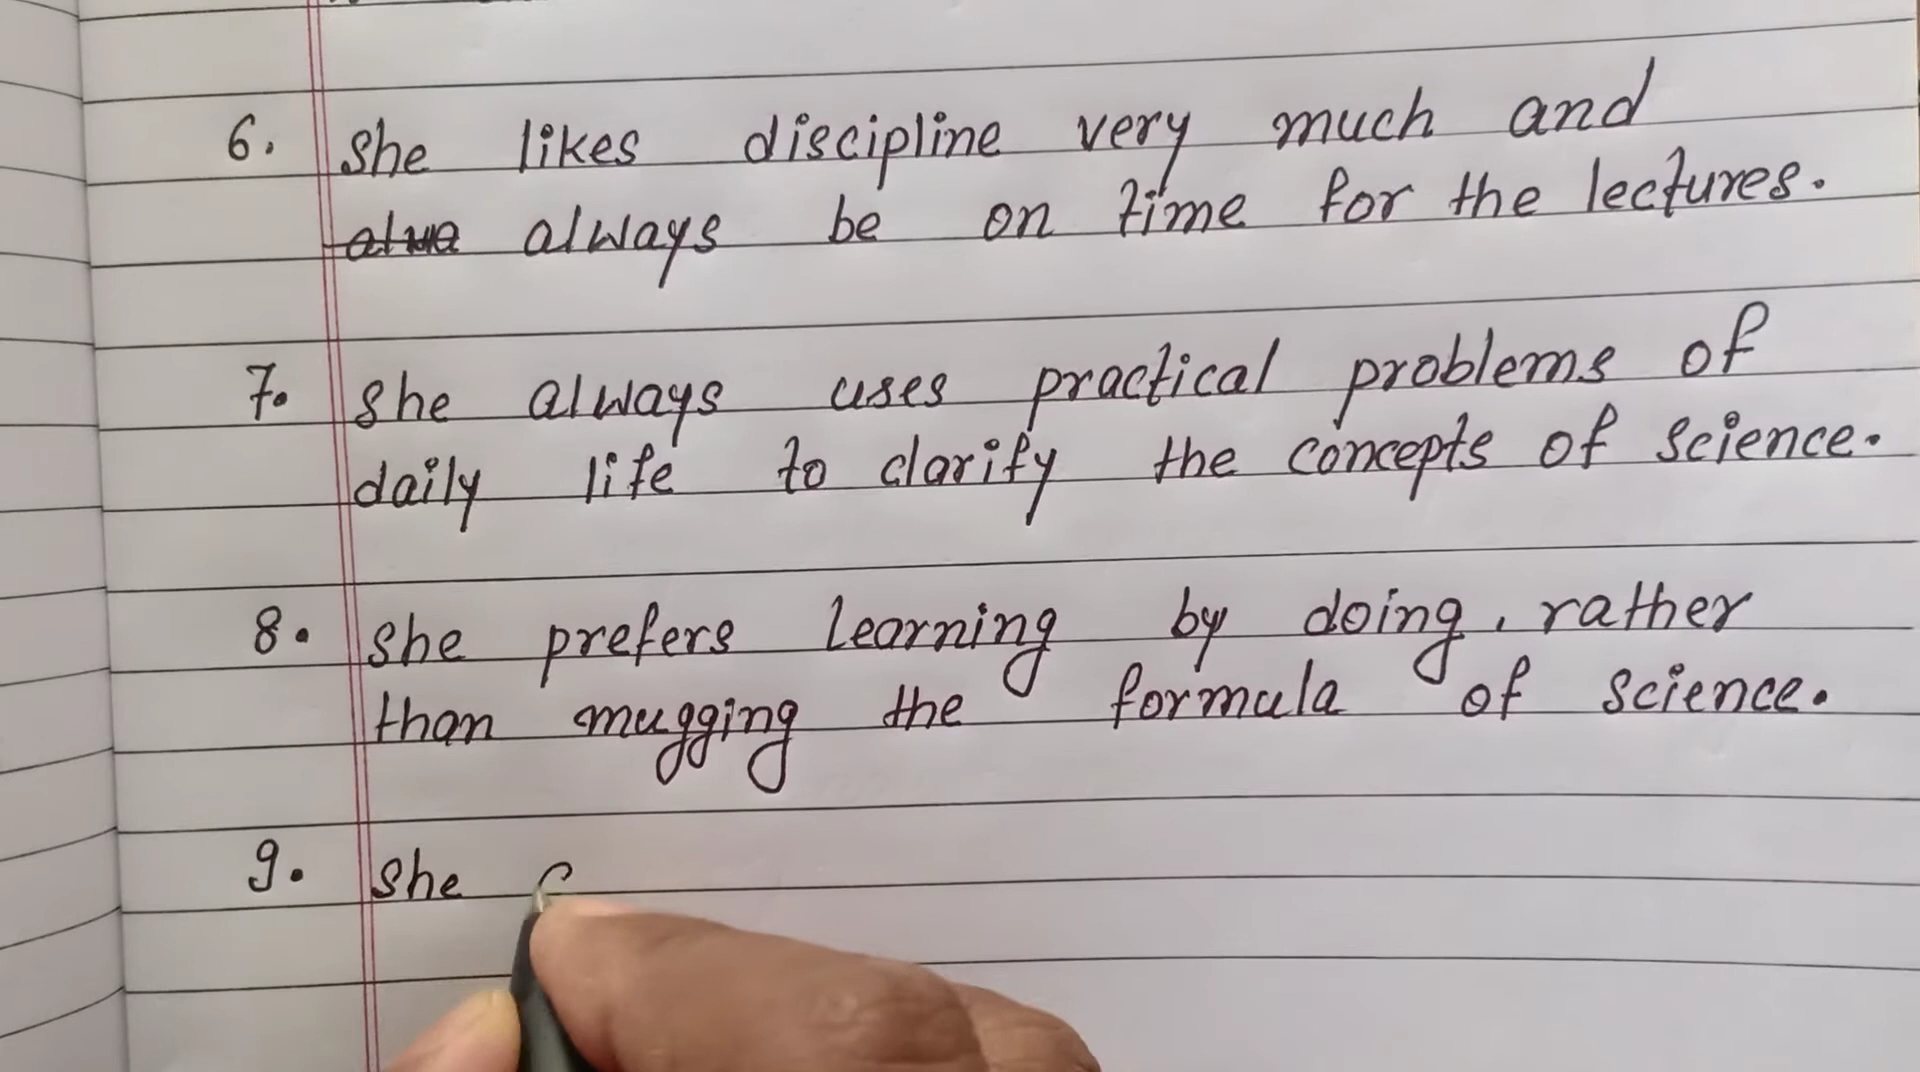 6. She likes discipline very much and
always be on time for the lectures.
7. She always uses practical problems of
daily life to clarify the concepts of science.
8. She prefers learning by doing, rather
than mugging the formula of science.
9. She